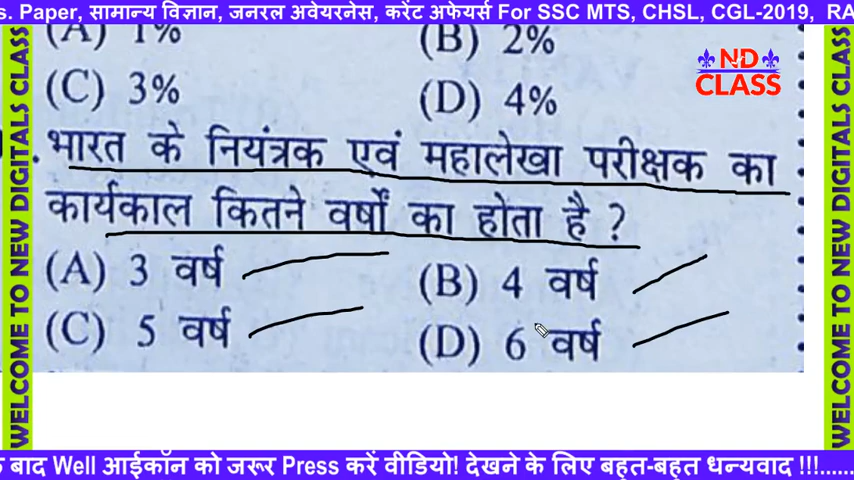 s. Paper, सामान्य विज्ञान, जनरल अवेयरनेस, करेंट अफेयर्स For SSC MTS, CHSL, CGL-2019, RA
(A) 1% (B) 2%
(C) 3% (D) 4%
ND
CLASS
. भारत के नियंत्रक एवं महालेखा परीक्षक का
कार्यकाल कितने वर्षों का होता है ?
(A) 3 वर्ष (B) 4 वर्ष
(C) 5 वर्ष (D) 6 वर्ष
WELCOME TO NEW DIGITALS CLASS
WELCOME TO NEW DIGITALS CLASS
के बाद Well आईकॉन को जरूर Press करें वीडियो! देखने के लिए बहुत-बहुत धन्यवाद !!!......